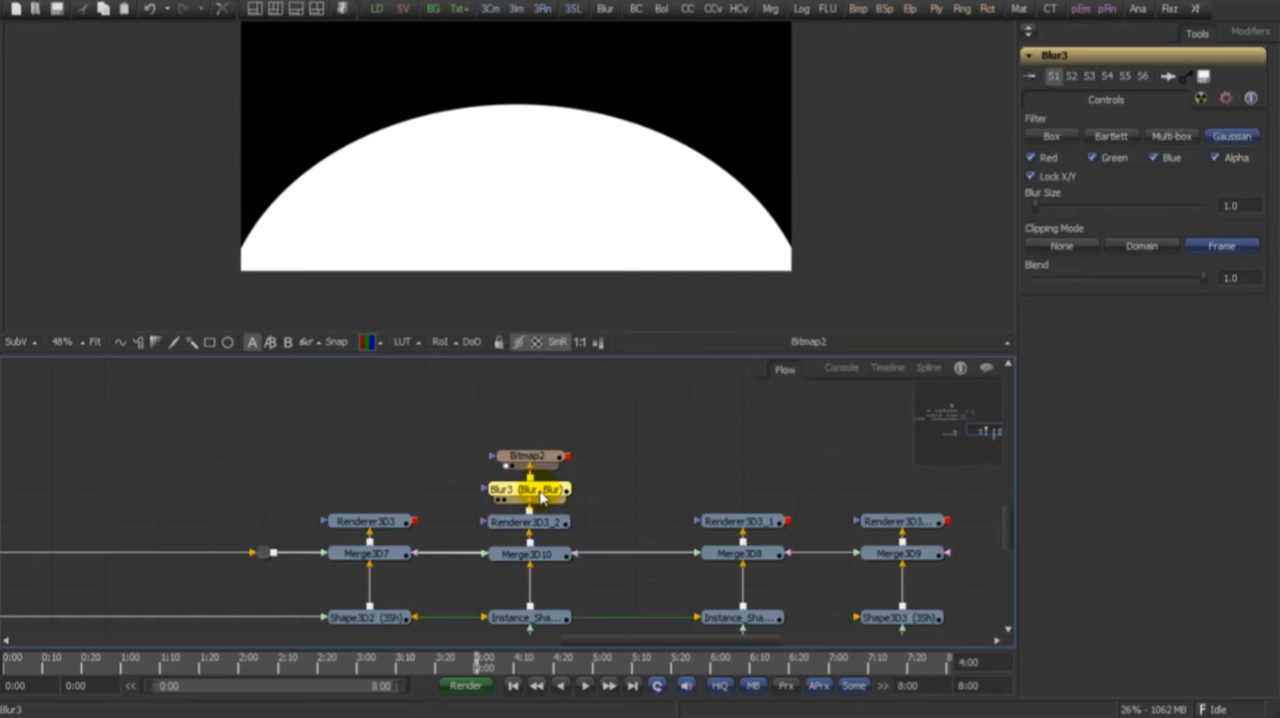 LD SV BG Txt+ 3Cm 3Im 3Rn 3SL Blur BC Bol CC CCv HCv Mrg Log FLU Bmp BSp Elp Ply Rng Rct Mat CT pEm pRn Ana Rsz Xf
Tools Modifiers
Blur3
S1 S2 S3 S4 S5 S6
Controls
Filter
Box Bartlett Multi-box Gaussian
Red Green Blue Alpha
Lock X/Y
Blur Size
1.0
Clipping Mode
None Domain Frame
Blend
1.0
SubV 48% Fit A B Snap LUT RoI DoD SmR 1:1 Bitmap2
Flow Console Timeline Spline
Bitmap2
Blur3 (Blur, Blur)
Renderer3D3 Renderer3D3_2 Renderer3D3_1 Renderer3D3...
Merge3D7 Merge3D10 Merge3D8 Merge3D9
Shape3D2 (3Sh) Instance_Sha... Instance_Sha... Shape3D3 (3Sh)
0:00 0:10 0:20 1:00 1:10 1:20 2:00 2:10 2:20 3:00 3:10 3:20 4:10 4:20 5:00 5:10 5:20 6:00 6:10 6:20 7:00 7:10 7:20 8 4:00
0:00 0:00 << 0:00 8:00 Render HiQ MB Prx APrx Some >> 8:00 8:00
Blur3 26% - 1062 MB Idle